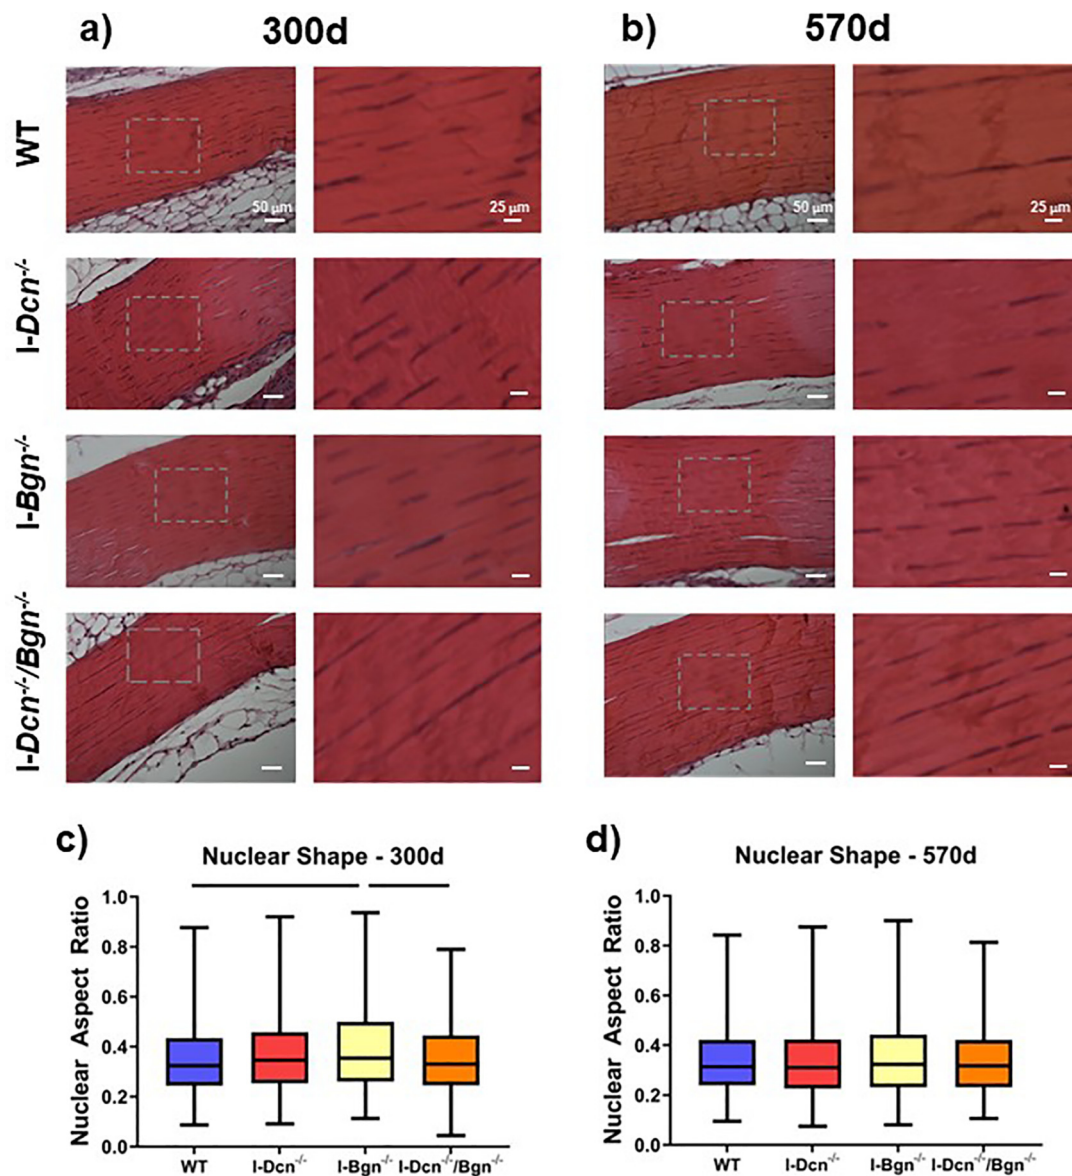 a) 300d
b) 570d
WT
50 µm
25 µm
50 µm
25 µm
I-Dcn-/-
I-Bgn-/-
I-Dcn-/-/Bgn-/-
c)
Nuclear Shape - 300d
Nuclear Aspect Ratio
1.0
0.8
0.6
0.4
0.2
0.0
WT I-Dcn-/- I-Bgn-/- I-Dcn-/-/Bgn-/-
d)
Nuclear Shape - 570d
Nuclear Aspect Ratio
1.0
0.8
0.6
0.4
0.2
0.0
WT I-Dcn-/- I-Bgn-/- I-Dcn-/-/Bgn-/-